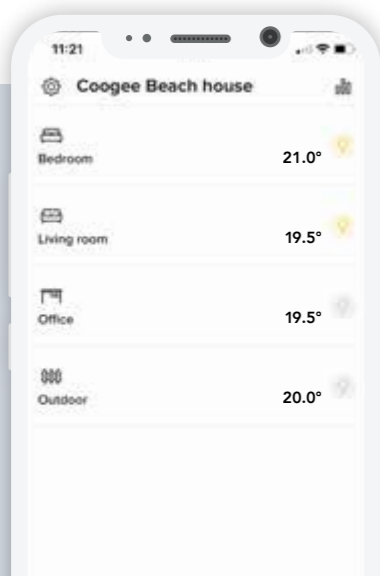 11:21
Coogee Beach house
Bedroom
21.0°
Living room
19.5°
Office
19.5°
Outdoor
20.0°